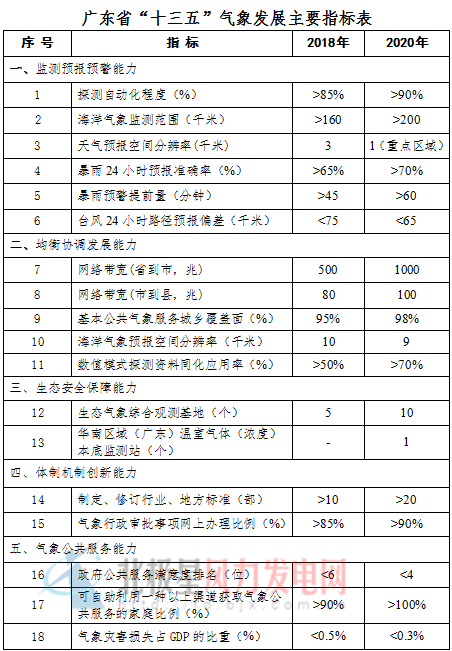 广东省“十三五”气象发展主要指标表
序 号 指 标 2018年 2020年
一、监测预报预警能力
1 探测自动化程度（%） >85% >90%
2 海洋气象监测范围（千米） >160 >200
3 天气预报空间分辨率(千米) 3 1（重点区域）
4 暴雨24小时预报准确率（%） >65% >70%
5 暴雨预警提前量（分钟） >45 >60
6 台风24小时路径预报偏差（千米） <75 <65
二、均衡协调发展能力
7 网络带宽(省到市，兆) 500 1000
8 网络带宽(市到县，兆) 80 100
9 基本公共气象服务城乡覆盖面（%） 95% 98%
10 海洋气象预报空间分辨率（千米） 10 9
11 数值模式探测资料同化应用率（%） >50% >70%
三、生态安全保障能力
12 生态气象综合观测基地（个） 5 10
13 华南区域（广东）温室气体（浓度）
本底监测站（个） - 1
四、体制机制创新能力
14 制定、修订行业、地方标准（部） >10 >20
15 气象行政审批事项网上办理比例（%） >85% >90%
五、气象公共服务能力
16 政府公共服务满意度排名（位） <6 <4
17 可自助利用一种以上渠道获取气象公
共服务的家庭比例（%） >90% >100%
18 气象灾害损失占GDP的比重（%） <0.5% <0.3%
北极星风力发电网